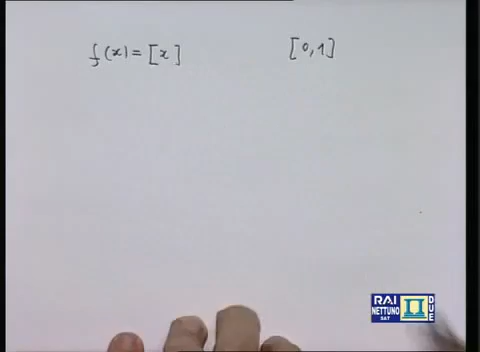 f(x) = [x] [0,1]
RAI
NETTUNO
SAT
DUE